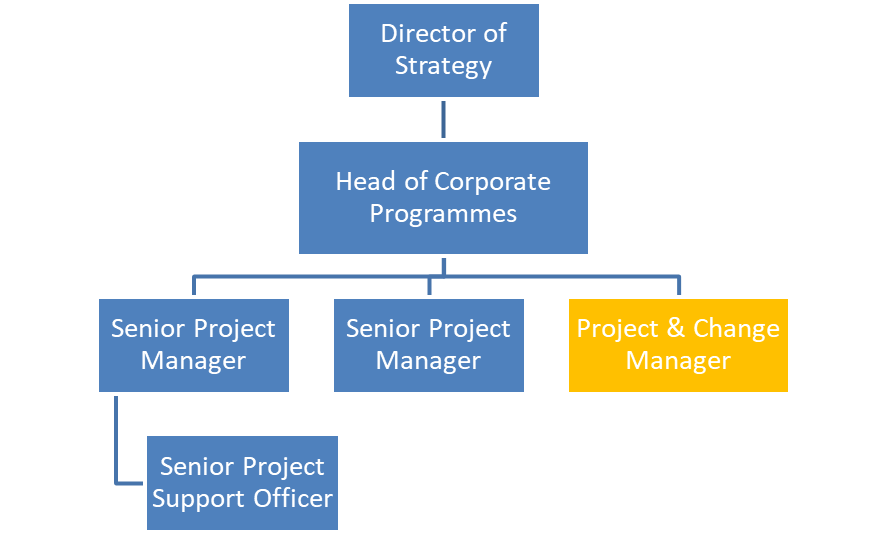 Director of
Strategy
Head of Corporate
Programmes
Senior Project
Manager
Senior Project
Manager
Project & Change
Manager
Senior Project
Support Officer